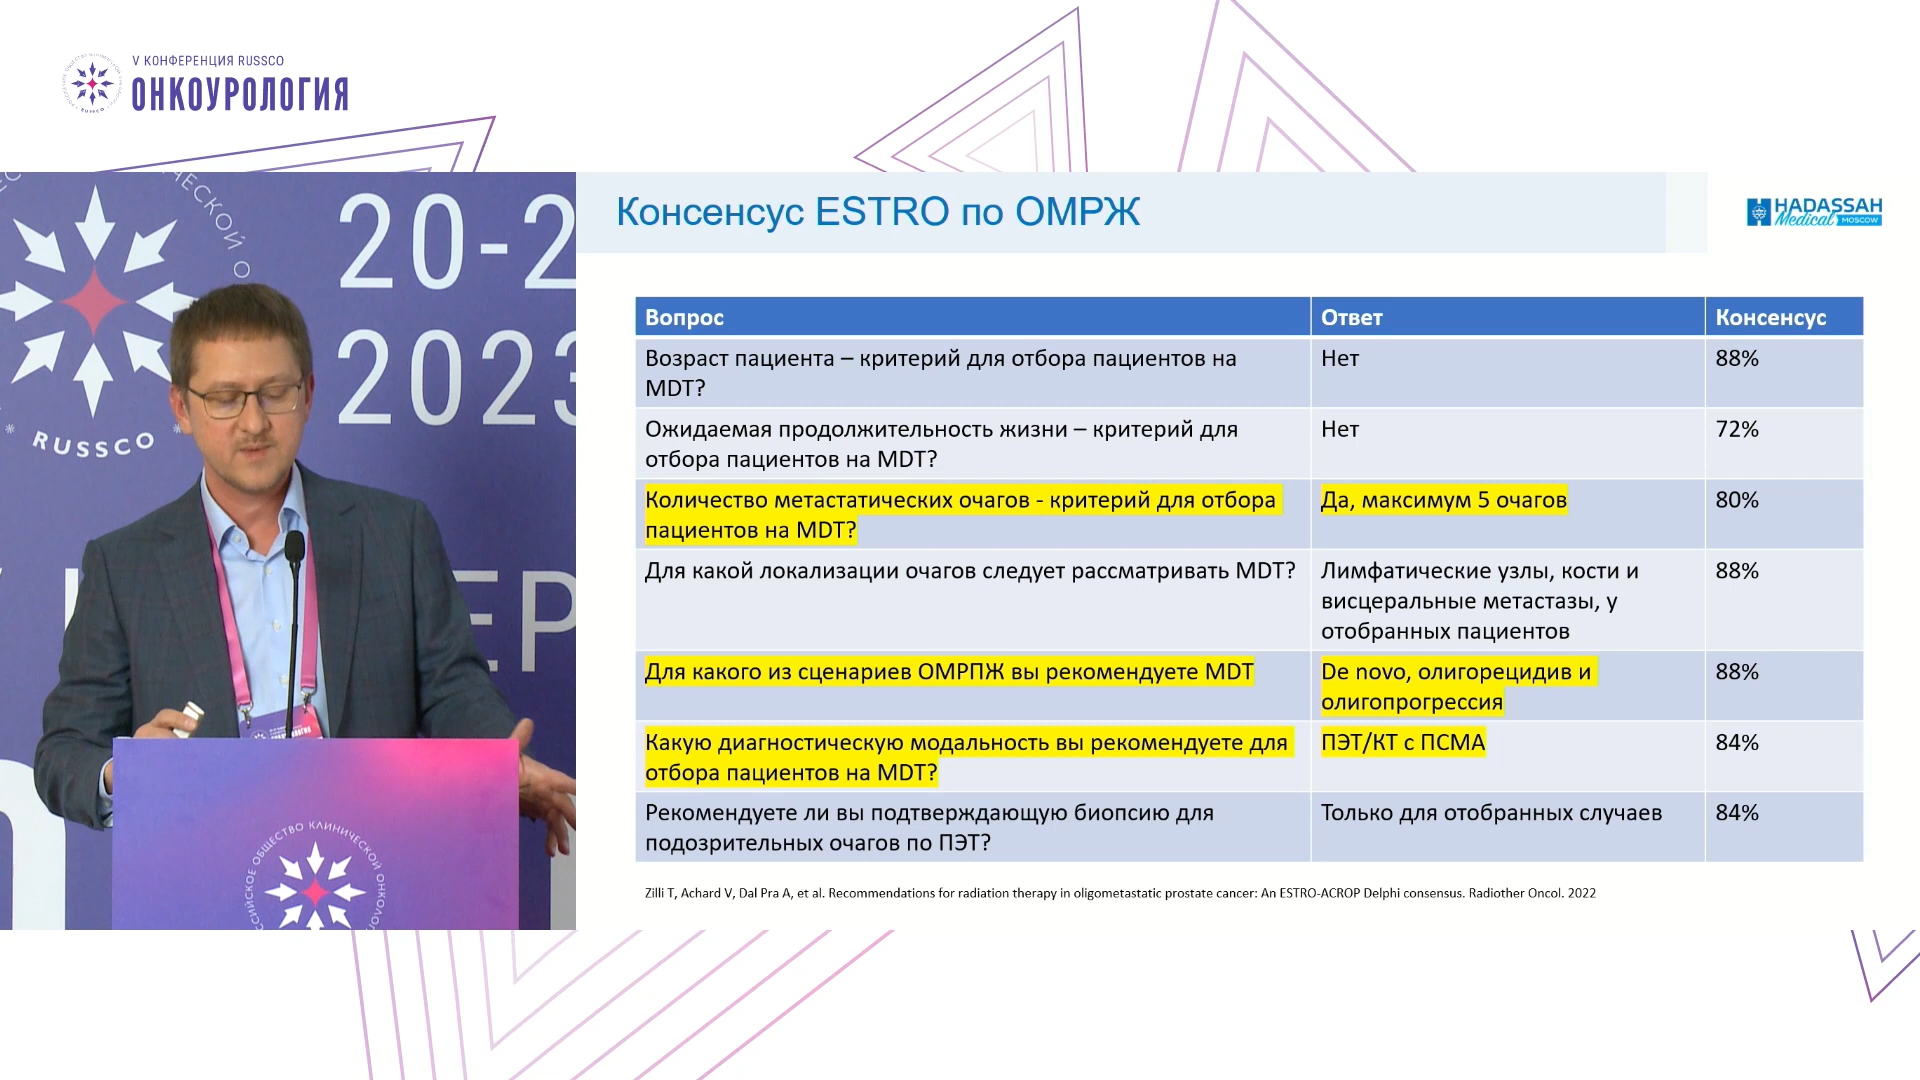 V КОНФЕРЕНЦИЯ RUSSCO
ОНКОУРОЛОГИЯ
20-2
2023
RUSSCO
Консенсус ESTRO по ОМРЖ
HADASSAH
Medical MOSCOW
Вопрос Ответ Консенсус
Возраст пациента – критерий для отбора пациентов на Нет 88%
MDT?
Ожидаемая продолжительность жизни – критерий для Нет 72%
отбора пациентов на MDT?
Количество метастатических очагов - критерий для отбора Да, максимум 5 очагов 80%
пациентов на MDT?
Для какой локализации очагов следует рассматривать MDT? Лимфатические узлы, кости и 88%
висцеральные метастазы, у
отобранных пациентов
Для какого из сценариев ОМРПЖ вы рекомендуете MDT De novo, олигорецидив и 88%
олигопрогрессия
Какую диагностическую модальность вы рекомендуете для ПЭТ/КТ с ПСМА 84%
отбора пациентов на MDT?
Рекомендуете ли вы подтверждающую биопсию для Только для отобранных случаев 84%
подозрительных очагов по ПЭТ?
Zilli T, Achard V, Dal Pra A, et al. Recommendations for radiation therapy in oligometastatic prostate cancer: An ESTRO-ACROP Delphi consensus. Radiother Oncol. 2022